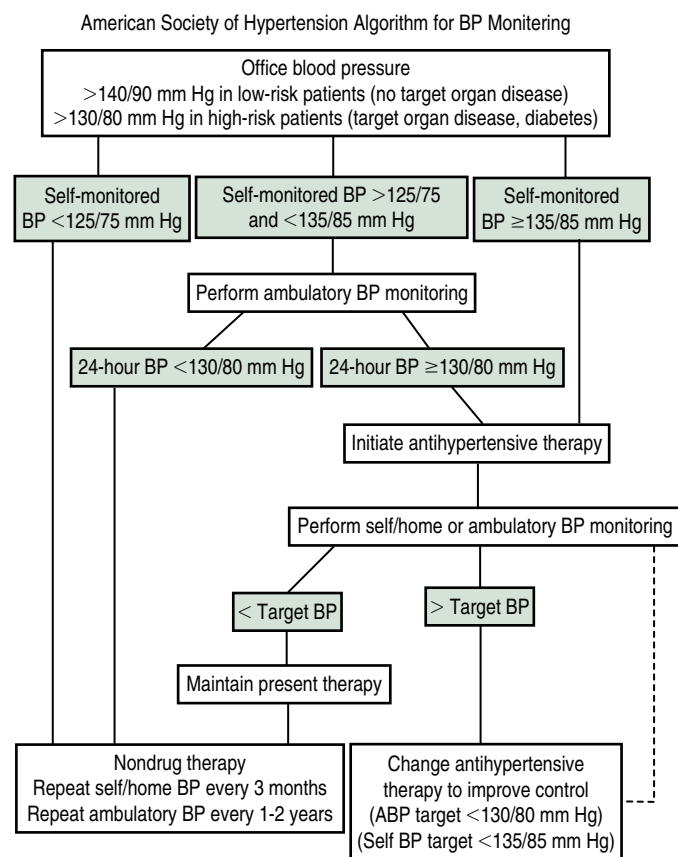 American Society of Hypertension Algorithm for BP Monitering
Office blood pressure
>140/90 mm Hg in low-risk patients (no target organ disease)
>130/80 mm Hg in high-risk patients (target organ disease, diabetes)
Self-monitored
BP <125/75 mm Hg
Self-monitored BP >125/75
and <135/85 mm Hg
Self-monitored
BP ≥135/85 mm Hg
Perform ambulatory BP monitoring
24-hour BP <130/80 mm Hg
24-hour BP ≥130/80 mm Hg
Initiate antihypertensive therapy
Perform self/home or ambulatory BP monitoring
< Target BP
> Target BP
Maintain present therapy
Nondrug therapy
Repeat self/home BP every 3 months
Repeat ambulatory BP every 1-2 years
Change antihypertensive
therapy to improve control
(ABP target <130/80 mm Hg)
(Self BP target <135/85 mm Hg)